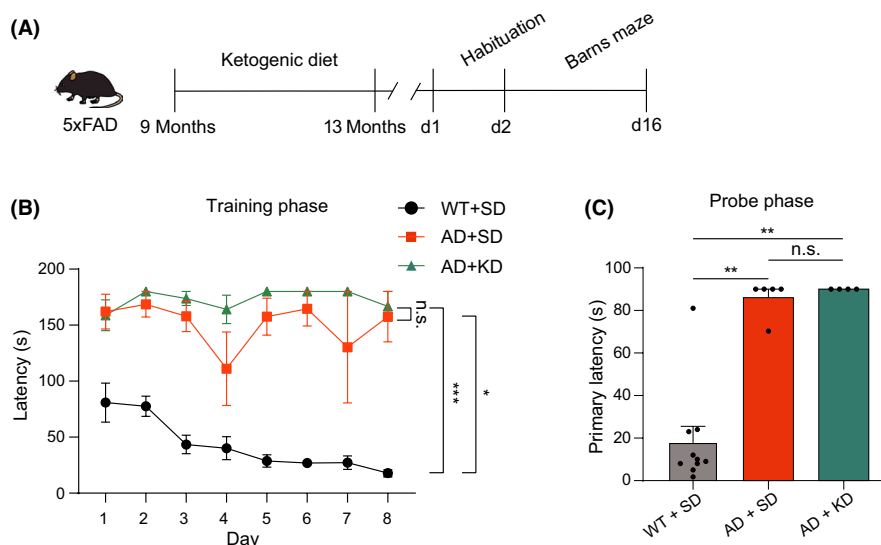 (A)
Ketogenic diet
Habituation
Barns maze
5xFAD
9 Months
13 Months
d1
d2
d16
(B)
Training phase
WT+SD
AD+SD
AD+KD
Latency (s)
200
150
100
50
0
1 2 3 4 5 6 7 8
Day
n.s.
***
*
(C)
Probe phase
**
n.s.
**
Primary latency (s)
100
80
60
40
20
10
0
WT + SD
AD + SD
AD + KD